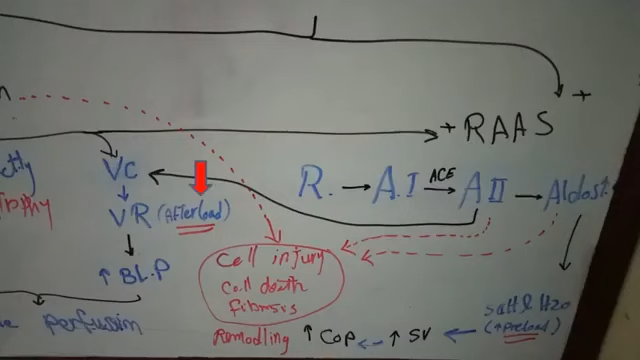 +
+ RAAS
VC
R. → A.I ACE → A II → Aldost.
VR (AFterload)
Cell injury
↑ BL.P
Cell death
fibrosis
salt & H2O
(↑ Preload)
perfusion
Remodling ↑ CoP ← ↑ SV ←